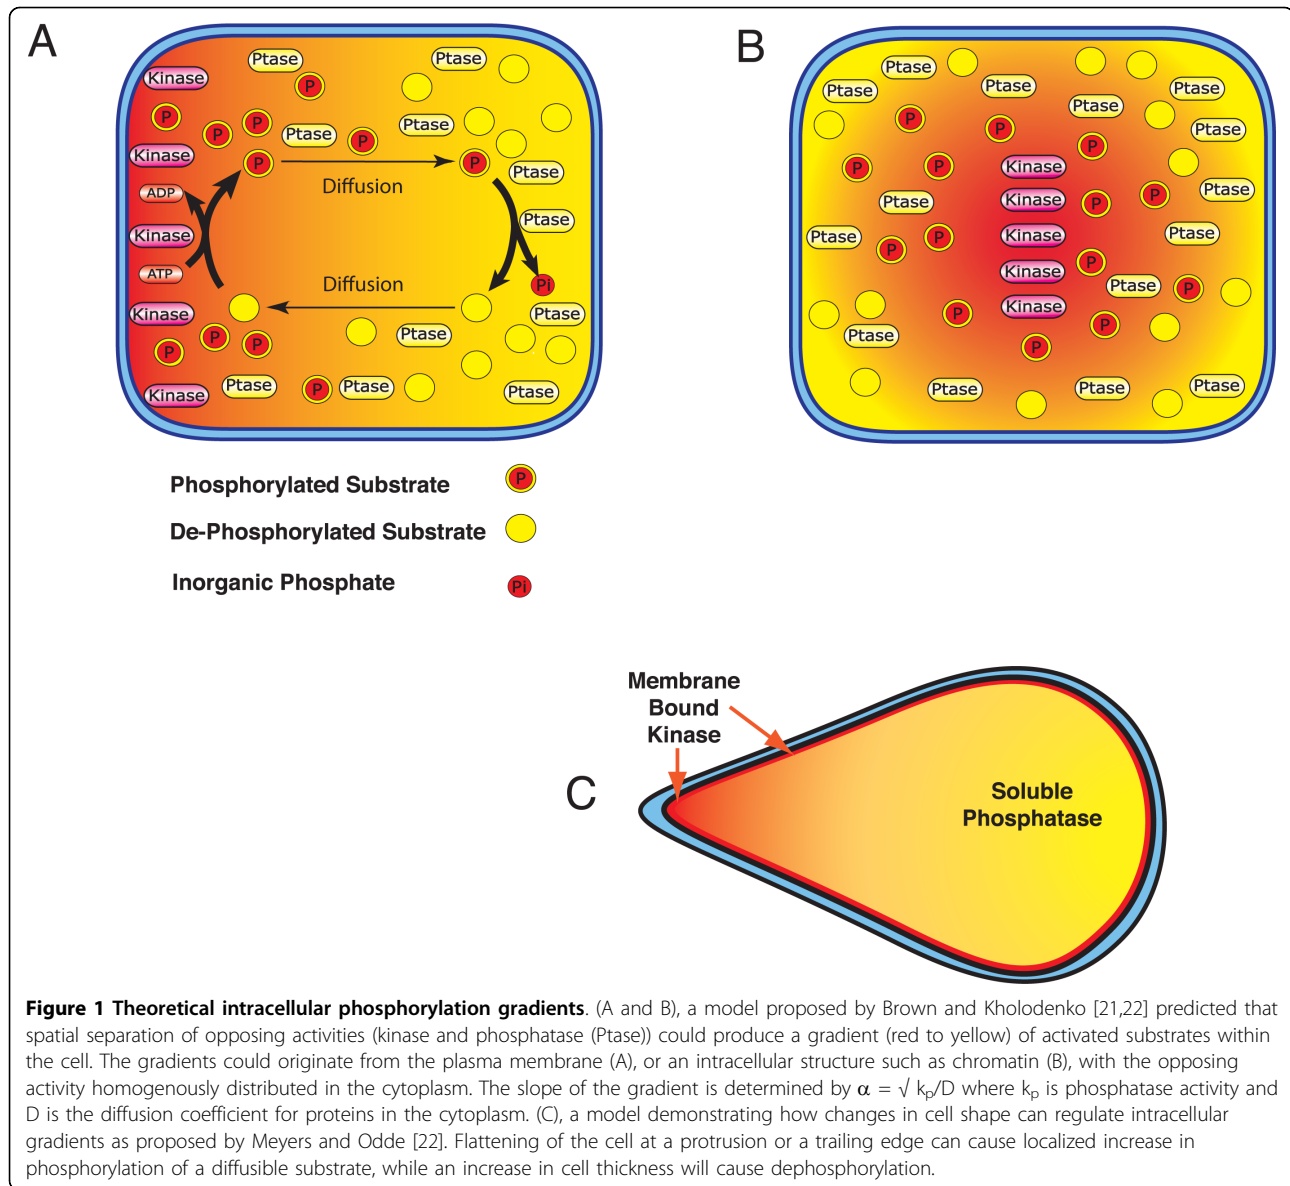 A
Kinase
Ptase
Ptase
P
P
P
P
Ptase
P
Ptase
Kinase
P
P
Ptase
ADP
Diffusion
Kinase
Ptase
ATP
Diffusion
Pi
Kinase
Ptase
P
P
P
Ptase
Kinase
Ptase
P
Ptase
Ptase
B
Ptase
Ptase
Ptase
Ptase
Ptase
P
P
Ptase
P
P
P
Kinase
Ptase
Kinase
P
P
Ptase
Ptase
P
P
Kinase
Ptase
Kinase
P
Ptase
P
Kinase
P
P
Ptase
P
Ptase
Ptase
Ptase
Phosphorylated Substrate P
De-Phosphorylated Substrate
Inorganic Phosphate Pi
Membrane
Bound
Kinase
C
Soluble
Phosphatase
Figure 1 Theoretical intracellular phosphorylation gradients. (A and B), a model proposed by Brown and Kholodenko [21,22] predicted that
spatial separation of opposing activities (kinase and phosphatase (Ptase)) could produce a gradient (red to yellow) of activated substrates within
the cell. The gradients could originate from the plasma membrane (A), or an intracellular structure such as chromatin (B), with the opposing
activity homogenously distributed in the cytoplasm. The slope of the gradient is determined by α = √ kp/D where kp is phosphatase activity and
D is the diffusion coefficient for proteins in the cytoplasm. (C), a model demonstrating how changes in cell shape can regulate intracellular
gradients as proposed by Meyers and Odde [22]. Flattening of the cell at a protrusion or a trailing edge can cause localized increase in
phosphorylation of a diffusible substrate, while an increase in cell thickness will cause dephosphorylation.